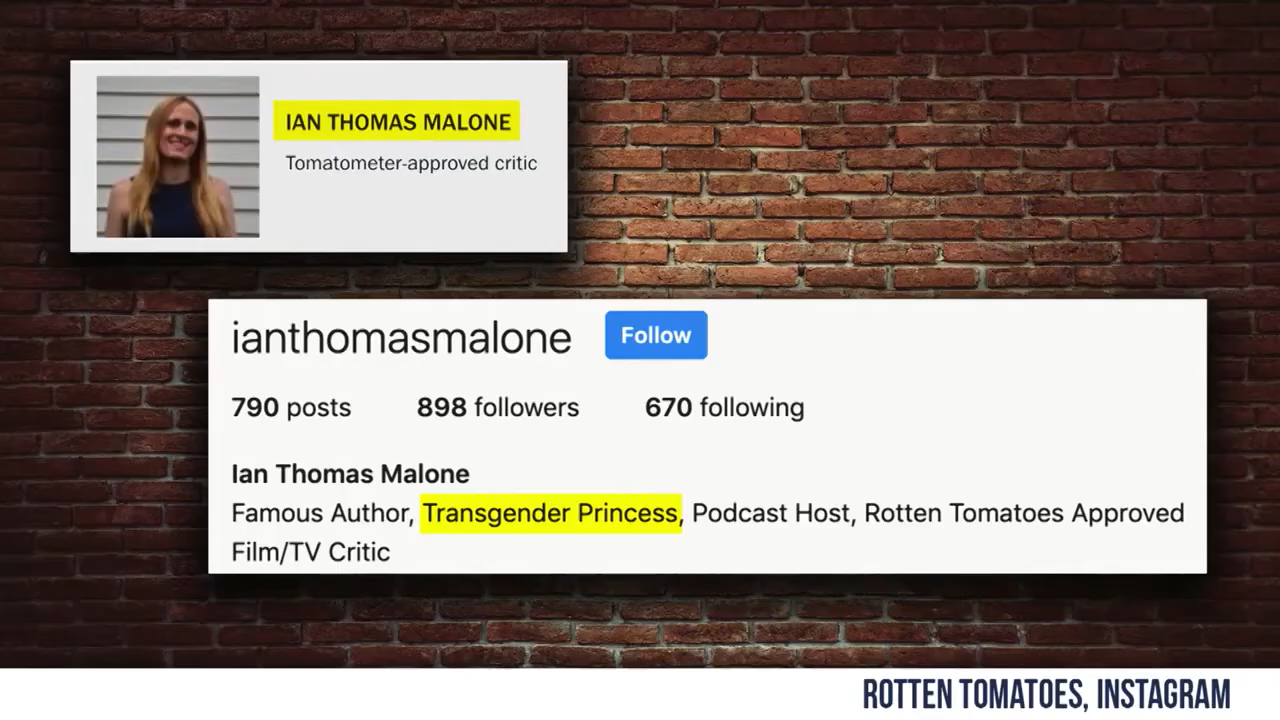 IAN THOMAS MALONE
Tomatometer-approved critic
ianthomasmalone Follow
790 posts 898 followers 670 following
Ian Thomas Malone
Famous Author, Transgender Princess, Podcast Host, Rotten Tomatoes Approved
Film/TV Critic
ROTTEN TOMATOES, INSTAGRAM